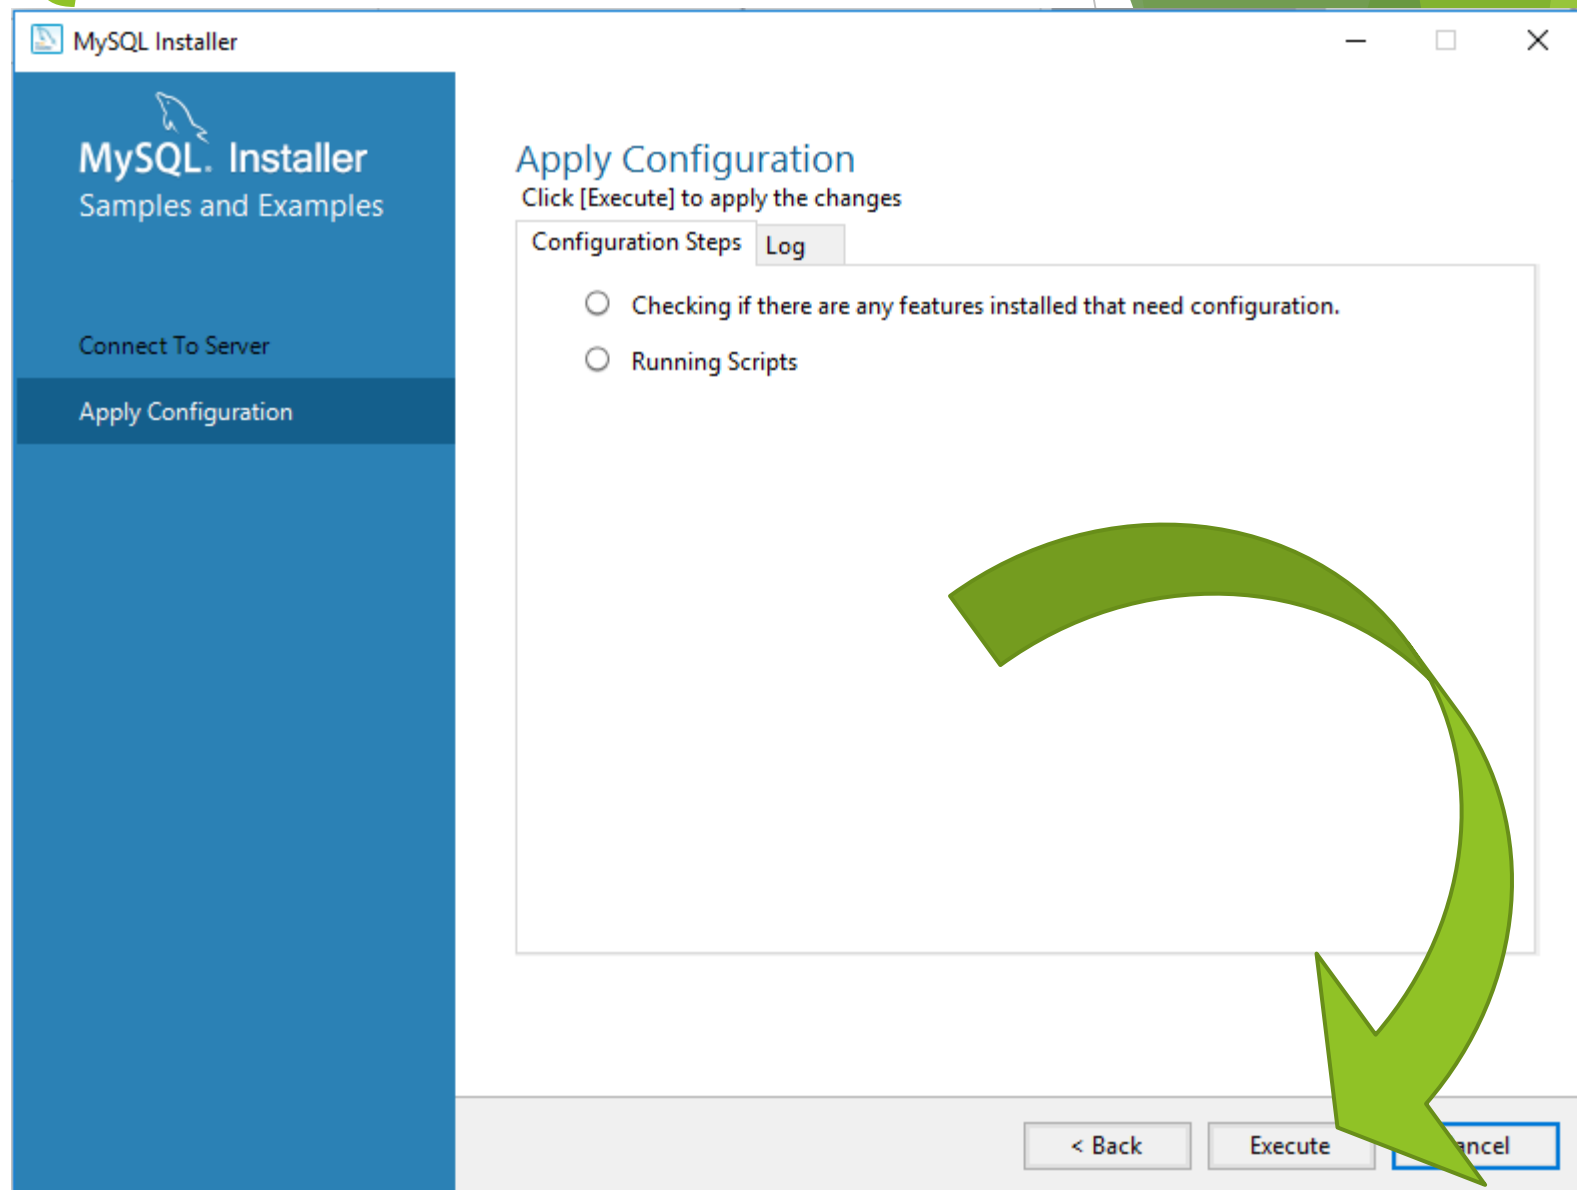 MySQL Installer
MySQL. Installer
Samples and Examples
Connect To Server
Apply Configuration
Apply Configuration
Click [Execute] to apply the changes
Configuration Steps Log
Checking if there are any features installed that need configuration.
Running Scripts
< Back Execute